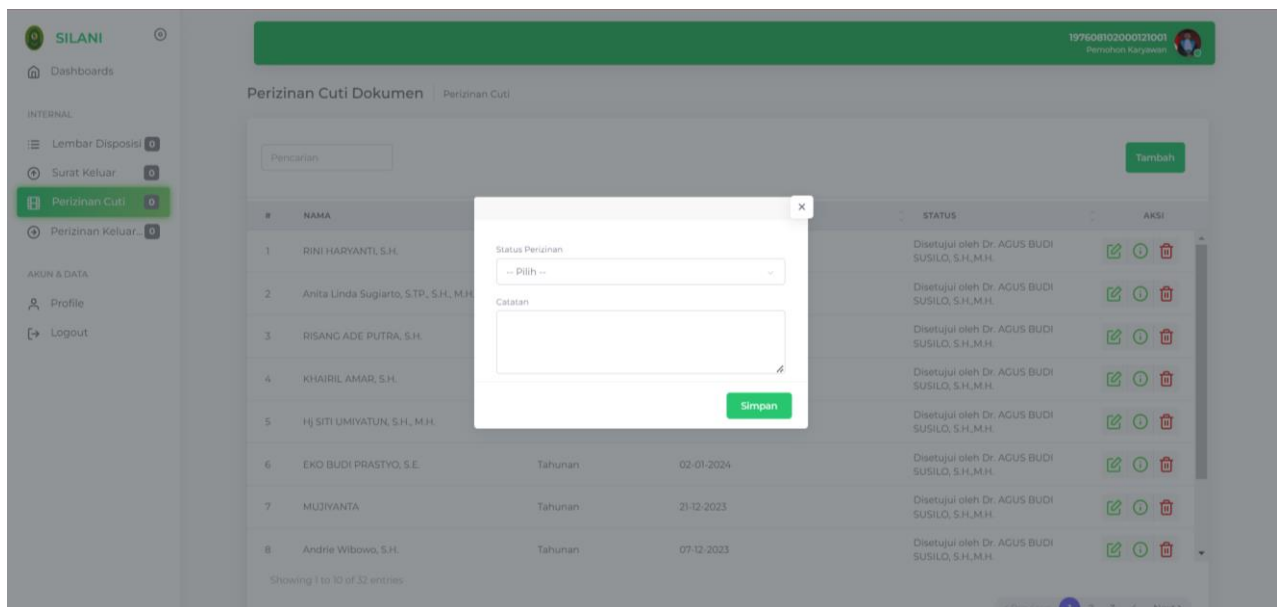 SILANI
197608102000121001
Pemohon Karyawan
Dashboards
Perizinan Cuti Dokumen Perizinan Cuti
INTERNAL
Lembar Disposisi 0
Surat Keluar 0
Perizinan Cuti 0
Perizinan Keluar... 0
AKUN & DATA
Profile
Logout
Pencarian
Tambah
# NAMA STATUS AKSI
1 RINI HARYANTI, S.H. Disetujui oleh Dr. AGUS BUDI
SUSILO, S.H.,M.H.
2 Anita Linda Sugiarto, S.TP., S.H., M.H. Disetujui oleh Dr. AGUS BUDI
SUSILO, S.H.,M.H.
3 RISANG ADE PUTRA, S.H. Disetujui oleh Dr. AGUS BUDI
SUSILO, S.H.,M.H.
4 KHAIRIL AMAR, S.H. Disetujui oleh Dr. AGUS BUDI
SUSILO, S.H.,M.H.
5 Hj SITI UMIYATUN, S.H., M.H. Disetujui oleh Dr. AGUS BUDI
SUSILO, S.H.,M.H.
6 EKO BUDI PRASTYO, S.E. Tahunan 02-01-2024 Disetujui oleh Dr. AGUS BUDI
SUSILO, S.H.,M.H.
7 MUJIYANTA Tahunan 21-12-2023 Disetujui oleh Dr. AGUS BUDI
SUSILO, S.H.,M.H.
8 Andrie Wibowo, S.H. Tahunan 07-12-2023 Disetujui oleh Dr. AGUS BUDI
SUSILO, S.H.,M.H.
Showing 1 to 10 of 32 entries
×
Status Perizinan
-- Pilih --
Catatan
Simpan